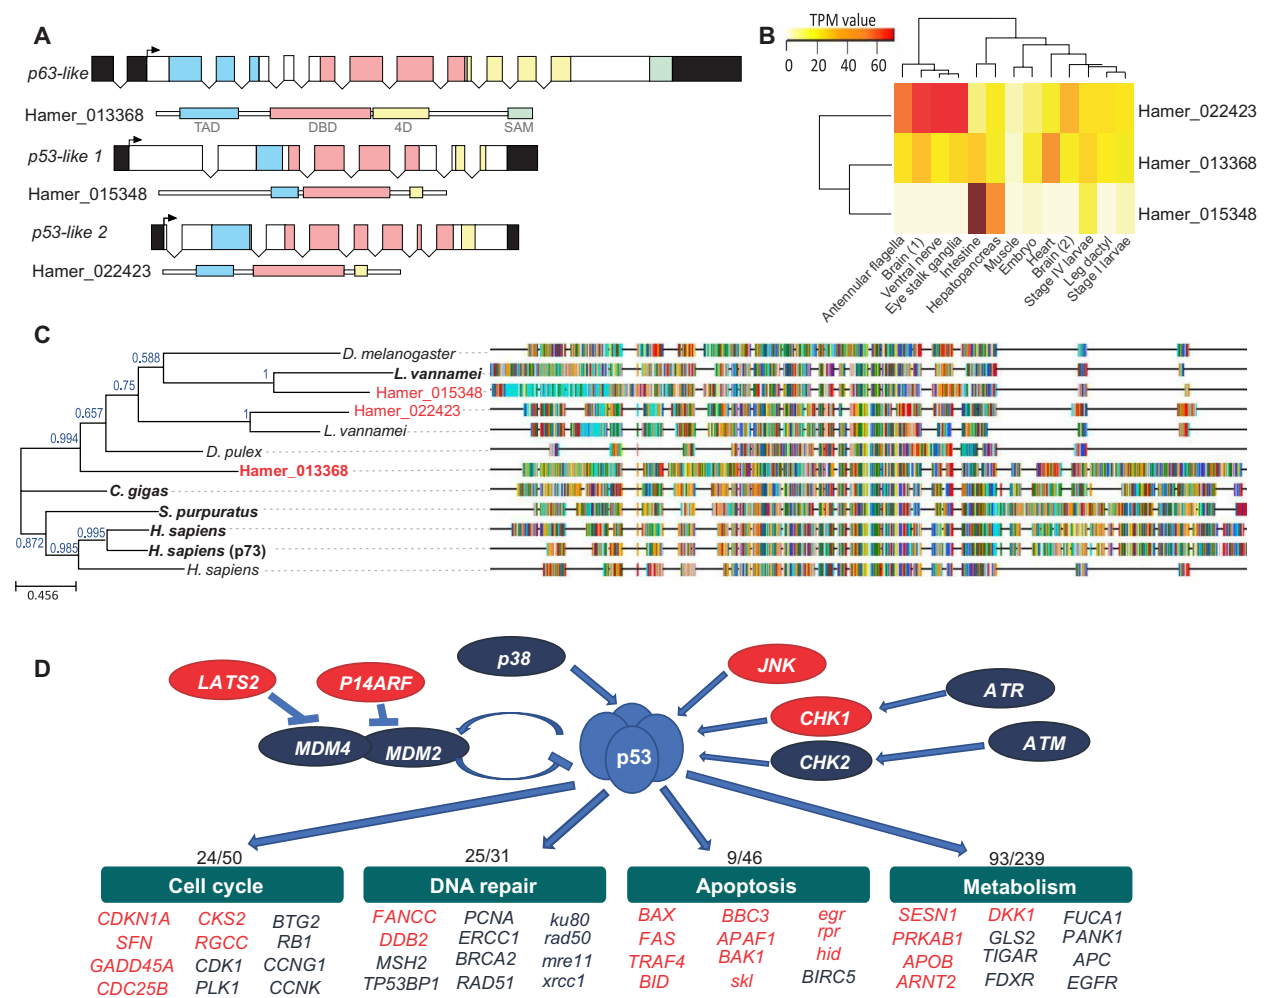 A
p63-like
Hamer_013368
TAD
DBD
4D
SAM
p53-like 1
Hamer_015348
p53-like 2
Hamer_022423
B
TPM value
0 20 40 60
Hamer_022423
Hamer_013368
Hamer_015348
Antennular flagella
Brain (1)
Ventral nerve
Eye stalk ganglia
Intestine
Hepatopancreas
Muscle
Embryo
Heart
Brain (2)
Stage IV larvae
Leg dactyl
Stage I larvae
C
0.588
D. melanogaster
1
L. vannamei
0.75
Hamer_015348
0.657
1
Hamer_022423
L. vannamei
0.994
D. pulex
Hamer_013368
C. gigas
S. purpuratus
0.995
H. sapiens
0.872
0.985
H. sapiens (p73)
H. sapiens
0.456
D
p38
LATS2
P14ARF
JNK
ATR
CHK1
MDM4
MDM2
p53
CHK2
ATM
24/50
25/31
9/46
93/239
Cell cycle
DNA repair
Apoptosis
Metabolism
CDKN1A CKS2 BTG2
SFN RGCC RB1
GADD45A CDK1 CCNG1
CDC25B PLK1 CCNK
FANCC PCNA ku80
DDB2 ERCC1 rad50
MSH2 BRCA2 mre11
TP53BP1 RAD51 xrcc1
BAX BBC3 egr
FAS APAF1 rpr
TRAF4 BAK1 hid
BID skl BIRC5
SESN1 DKK1 FUCA1
PRKAB1 GLS2 PANK1
APOB TIGAR APC
ARNT2 FDXR EGFR